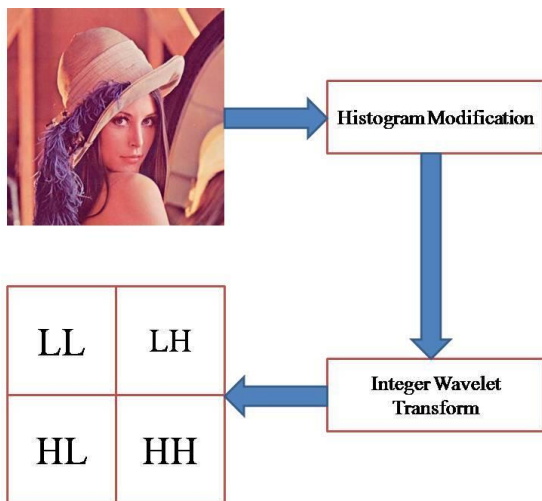 Histogram Modification
Integer Wavelet
Transform
LL
LH
HL
HH